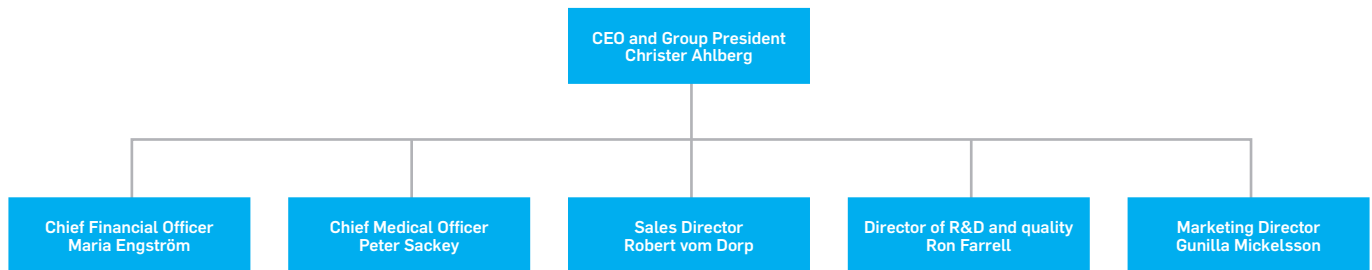 CEO and Group President
Christer Ahlberg
Chief Financial Officer
Maria Engström
Chief Medical Officer
Peter Sackey
Sales Director
Robert vom Dorp
Director of R&D and quality
Ron Farrell
Marketing Director
Gunilla Mickelsson